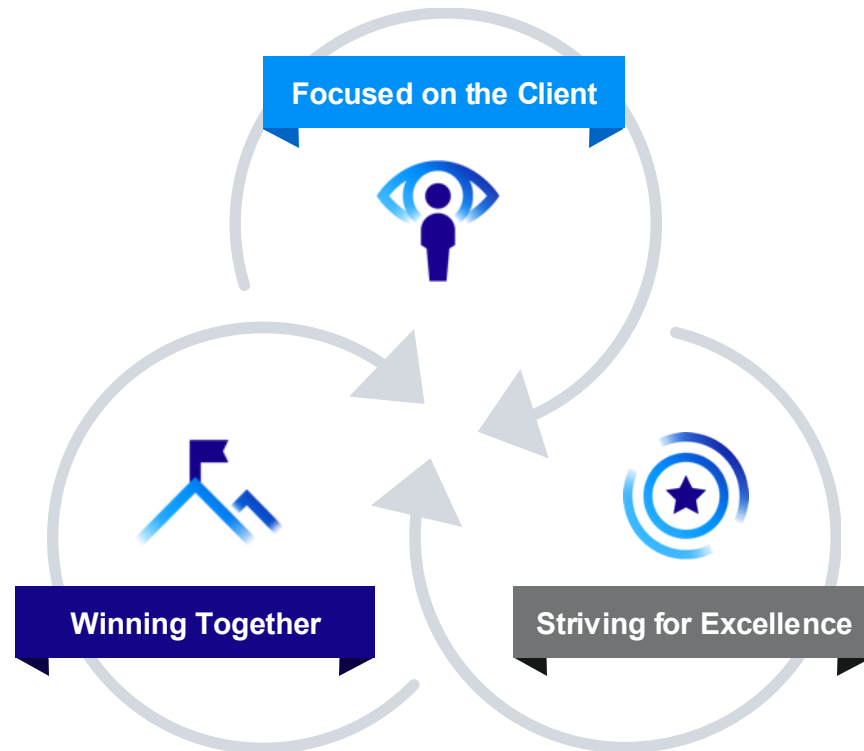 Focused on the Client
Winning Together
Striving for Excellence